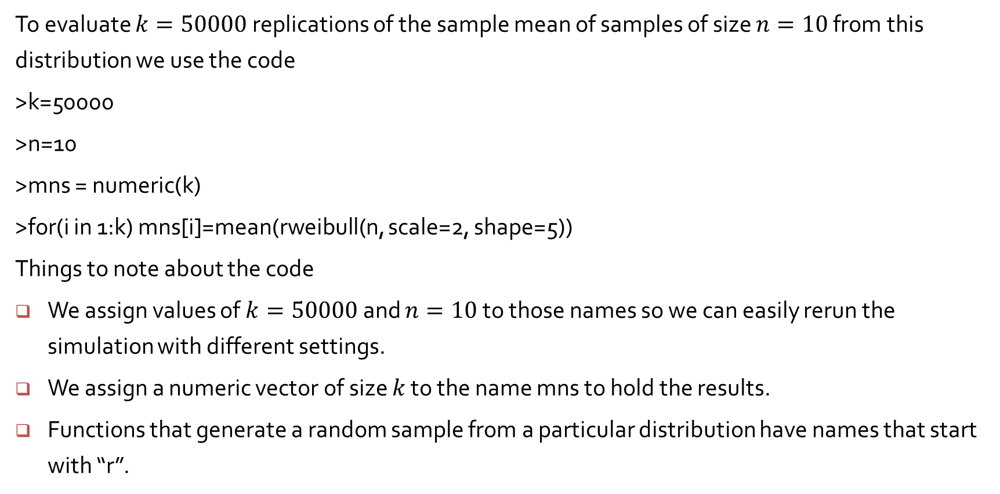 To evaluate k = 50000 replications of the sample mean of samples of size n = 10 from this
distribution we use the code
>k=50000
>n=10
>mns = numeric(k)
>for(i in 1:k) mns[i]=mean(rweibull(n, scale=2, shape=5))
Things to note about the code
❑ We assign values of k = 50000 and n = 10 to those names so we can easily rerun the
simulation with different settings.
❑ We assign a numeric vector of size k to the name mns to hold the results.
❑ Functions that generate a random sample from a particular distribution have names that start
with “r”.